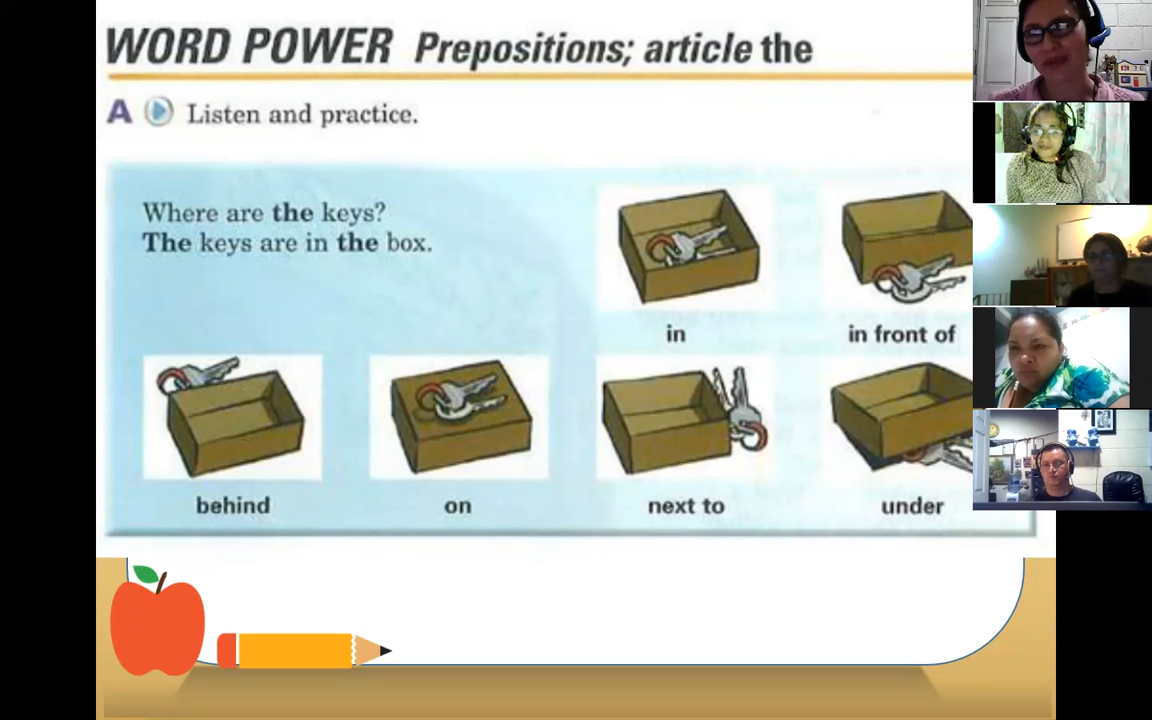 WORD POWER Prepositions; article the
A Listen and practice.
Where are the keys?
The keys are in the box.
in
in front of
behind
on
next to
under